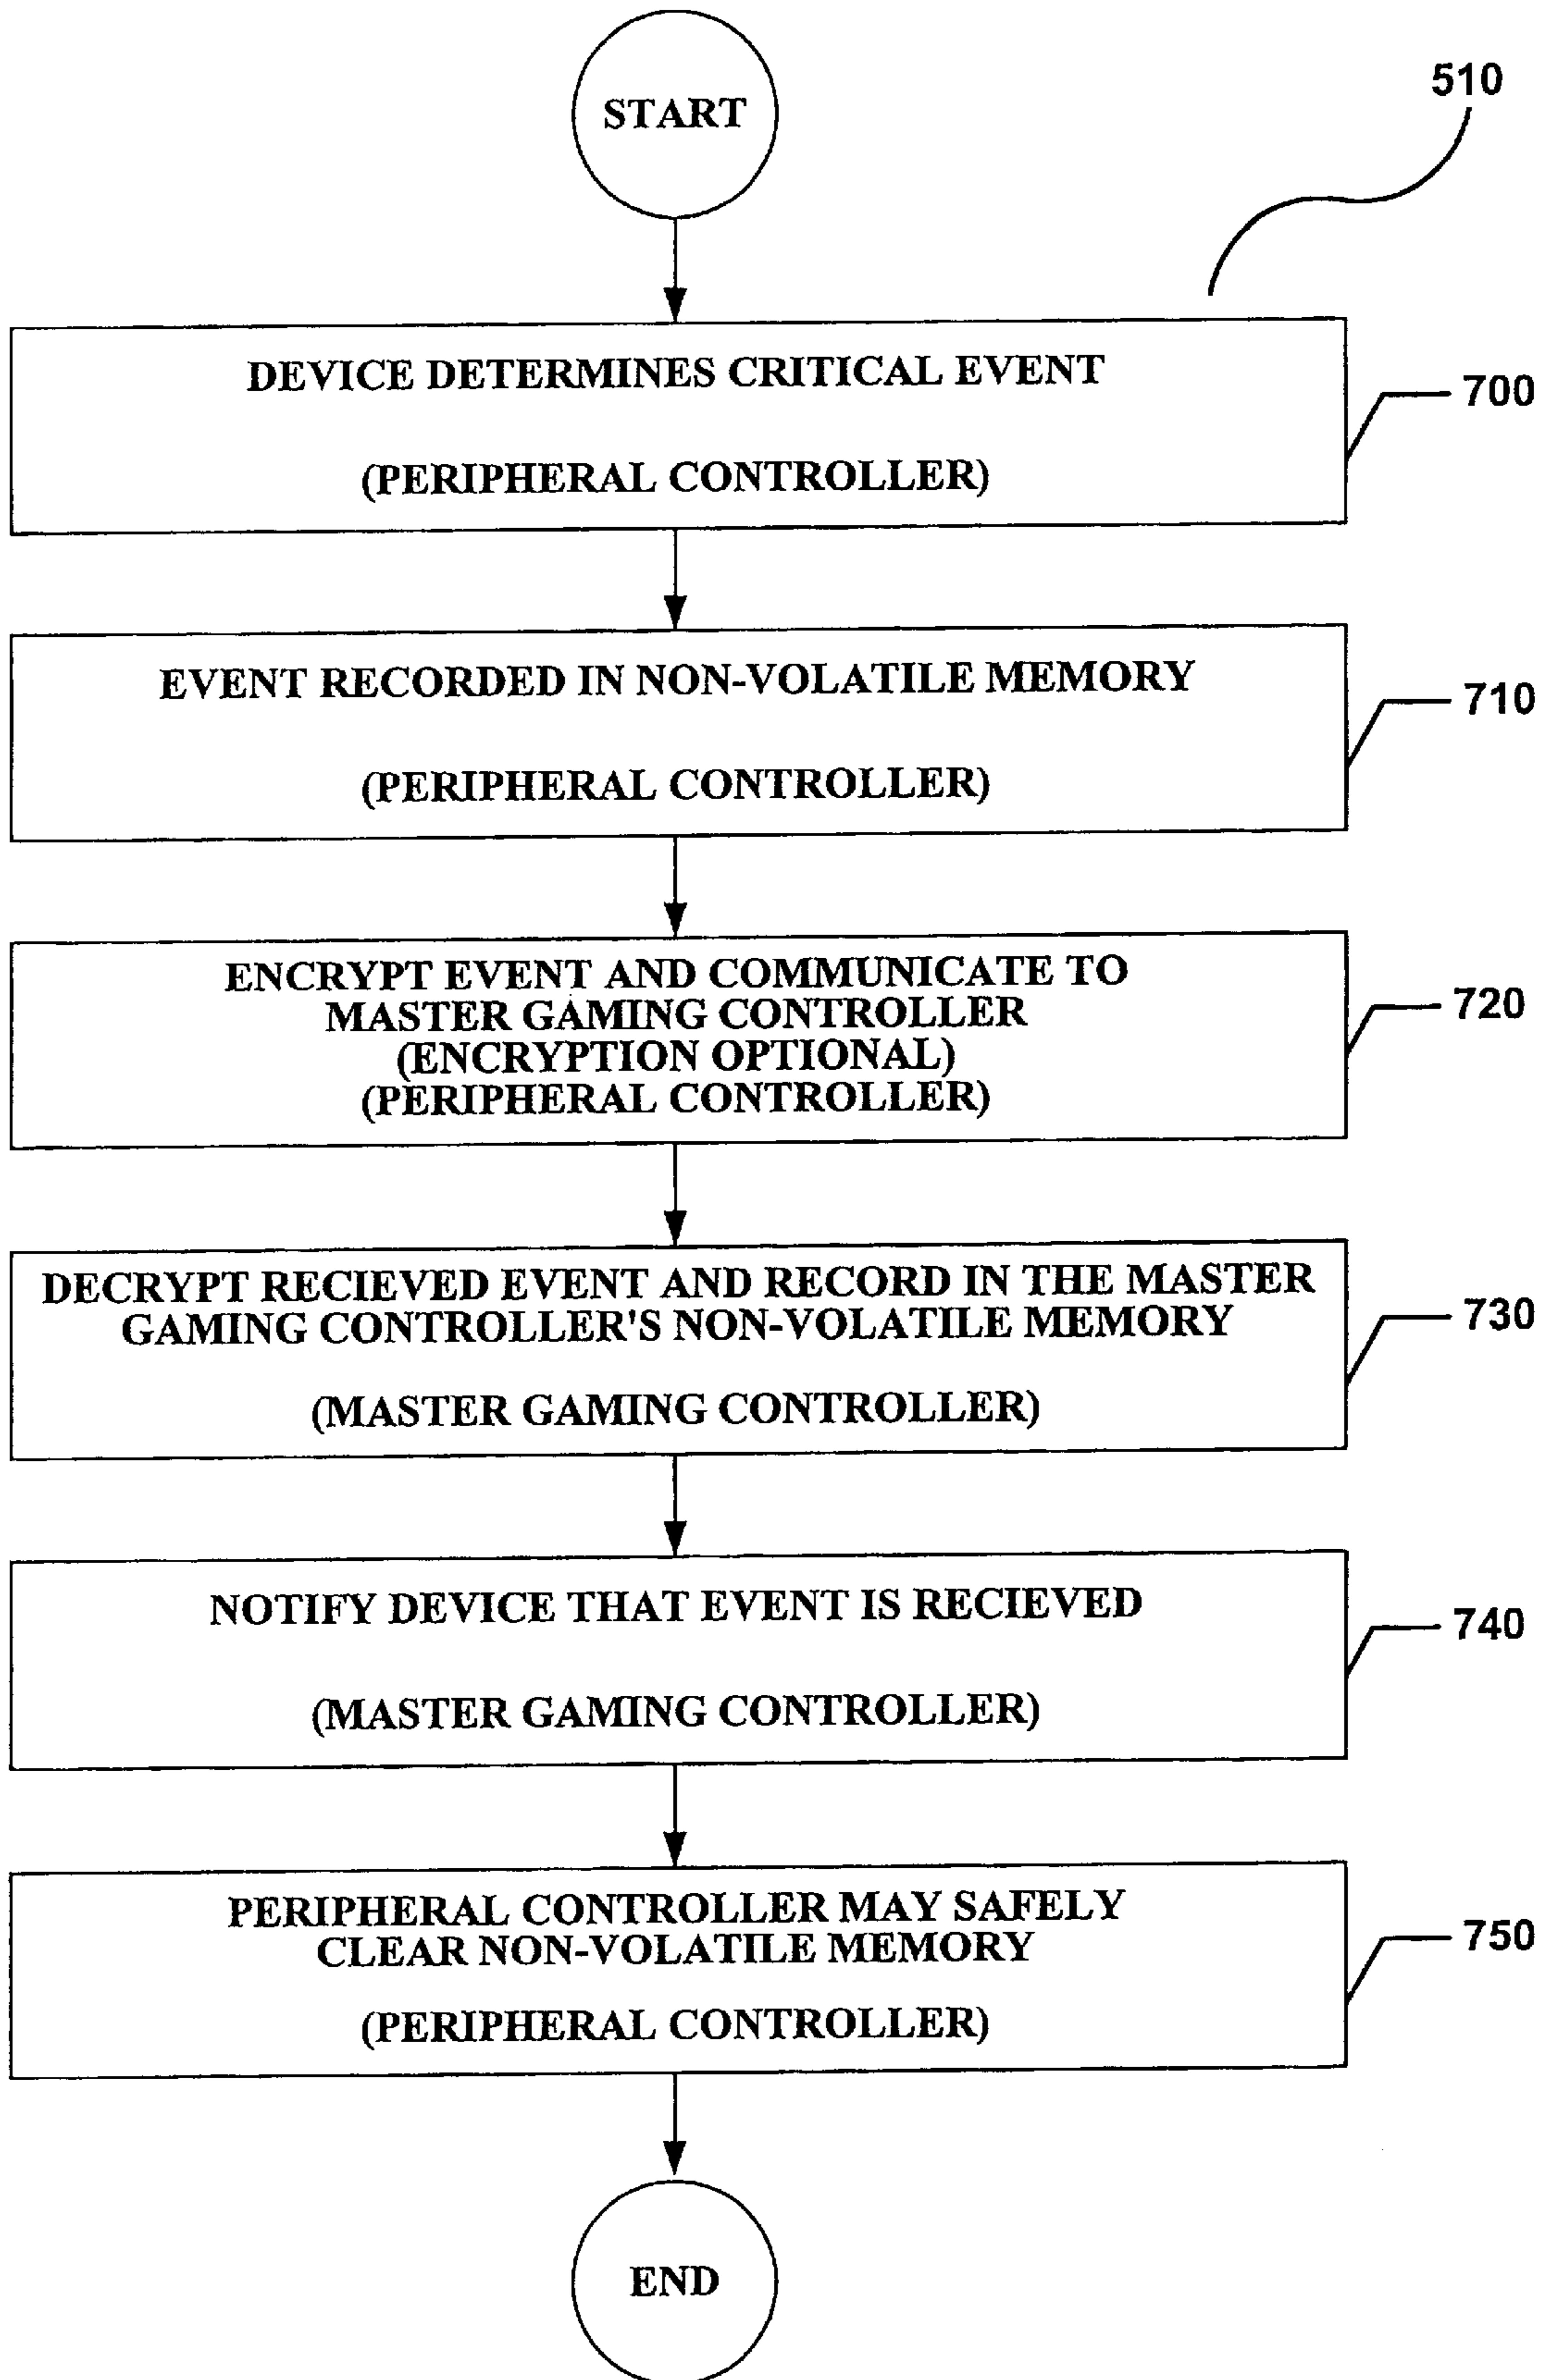 START
510
DEVICE DETERMINES CRITICAL EVENT
(PERIPHERAL CONTROLLER)
700
EVENT RECORDED IN NON-VOLATILE MEMORY
(PERIPHERAL CONTROLLER)
710
ENCRYPT EVENT AND COMMUNICATE TO
MASTER GAMING CONTROLLER
(ENCRYPTION OPTIONAL)
(PERIPHERAL CONTROLLER)
720
DECRYPT RECIEVED EVENT AND RECORD IN THE MASTER
GAMING CONTROLLER'S NON-VOLATILE MEMORY
(MASTER GAMING CONTROLLER)
730
NOTIFY DEVICE THAT EVENT IS RECIEVED
(MASTER GAMING CONTROLLER)
740
PERIPHERAL CONTROLLER MAY SAFELY
CLEAR NON-VOLATILE MEMORY
(PERIPHERAL CONTROLLER)
750
END